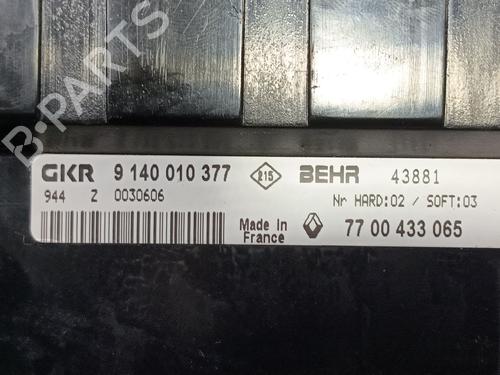 B-PARTS
GKR 9 140 010 377 215 BEHR 43881
944 Z 0030606 Nr HARD:02 / SOFT:03
Made in
France
77 00 433 065